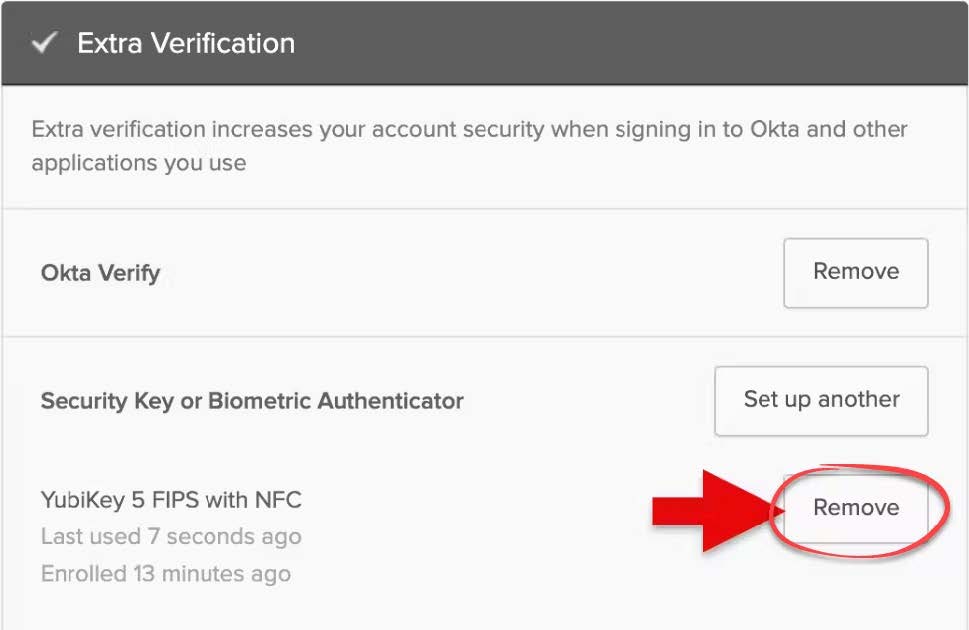 Extra Verification
Extra verification increases your account security when signing in to Okta and other
applications you use
Okta Verify
Remove
Security Key or Biometric Authenticator
Set up another
YubiKey 5 FIPS with NFC
Remove
Last used 7 seconds ago
Enrolled 13 minutes ago